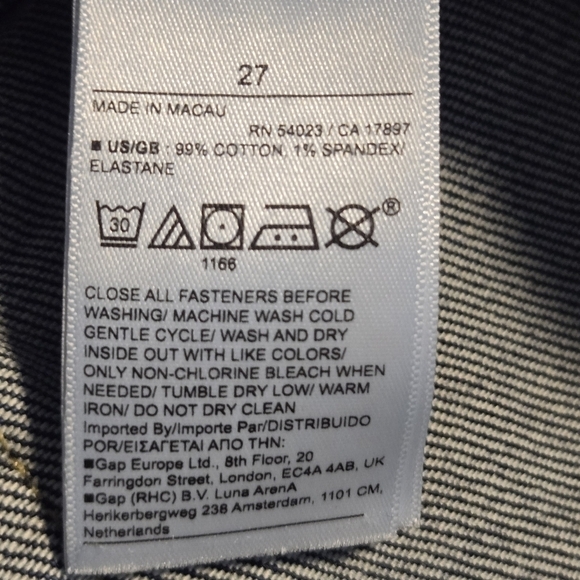 27
MADE IN MACAU
RN 54023 / CA 17897
■ US/GB : 99% COTTON, 1% SPANDEX/
ELASTANE
30
®
1166
CLOSE ALL FASTENERS BEFORE
WASHING/ MACHINE WASH COLD
GENTLE CYCLE/ WASH AND DRY
INSIDE OUT WITH LIKE COLORS/
ONLY NON-CHLORINE BLEACH WHEN
NEEDED/ TUMBLE DRY LOW/ WARM
IRON/ DO NOT DRY CLEAN
Imported By/Importe Par/DISTRIBUIDO
POR/ΕΙΣΑΓΕΤΑΙ ΑΠΟ ΤΗΝ:
■Gap Europe Ltd., 8th Floor, 20
Farringdon Street, London, EC4A 4AB, UK
■Gap (RHC) B.V. Luna ArenA
Herikerbergweg 238 Amsterdam, 1101 CM,
Netherlands